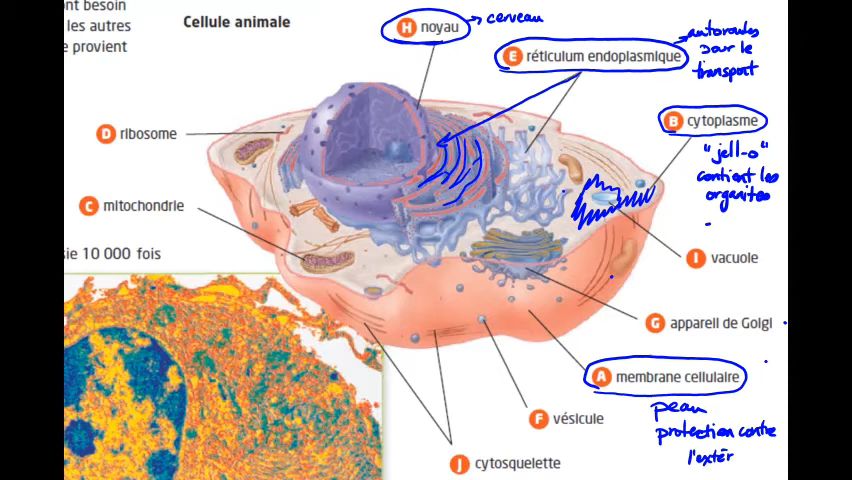 ont besoin
les autres
e provient
Cellule animale
H noyau
cerveau
E réticulum endoplasmique
autoroutes
pour le
transport
B cytoplasme
"jell-o"
contient les
organites
D ribosome
C mitochondrie
sie 10 000 fois
I vacuole
G appareil de Golgi
A membrane cellulaire
peau
protection contre
l'extér
F vésicule
J cytosquelette